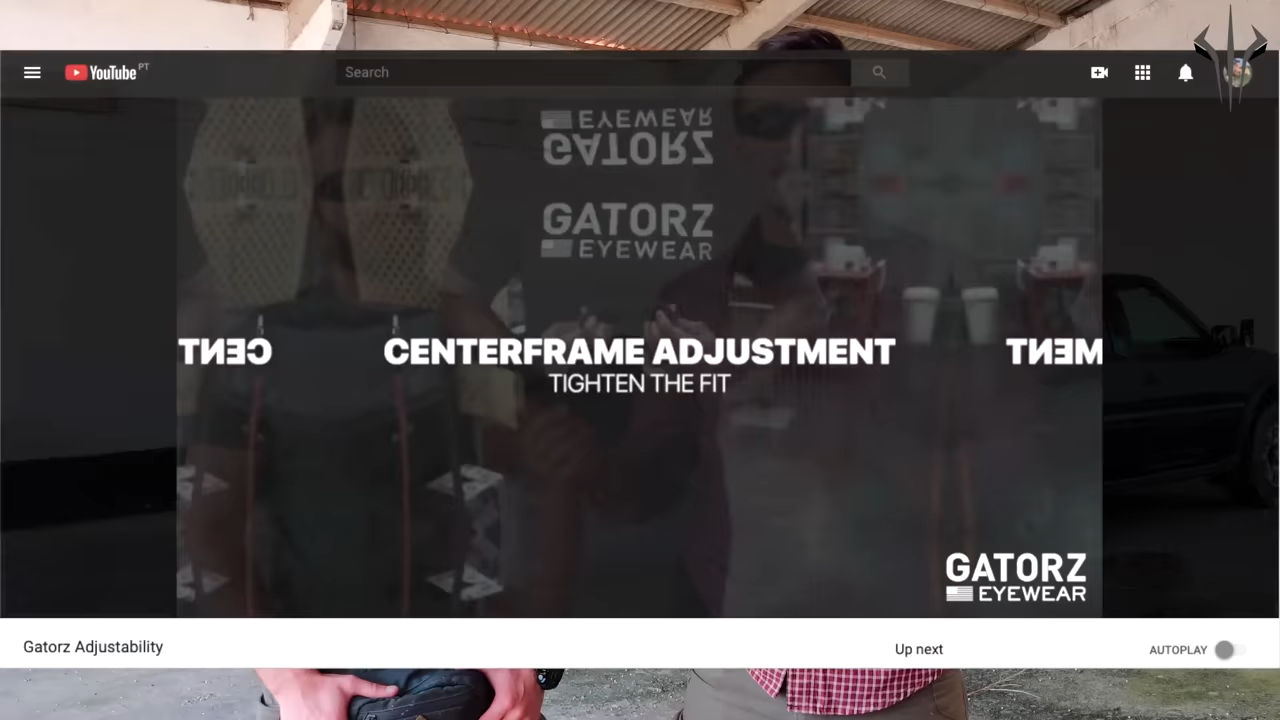 YouTube PT
Search
EYEWEAR
GATORZ
GATORZ
EYEWEAR
CENT
CENTERFRAME ADJUSTMENT
MENT
TIGHTEN THE FIT
GATORZ
EYEWEAR
Gatorz Adjustability
Up next
AUTOPLAY